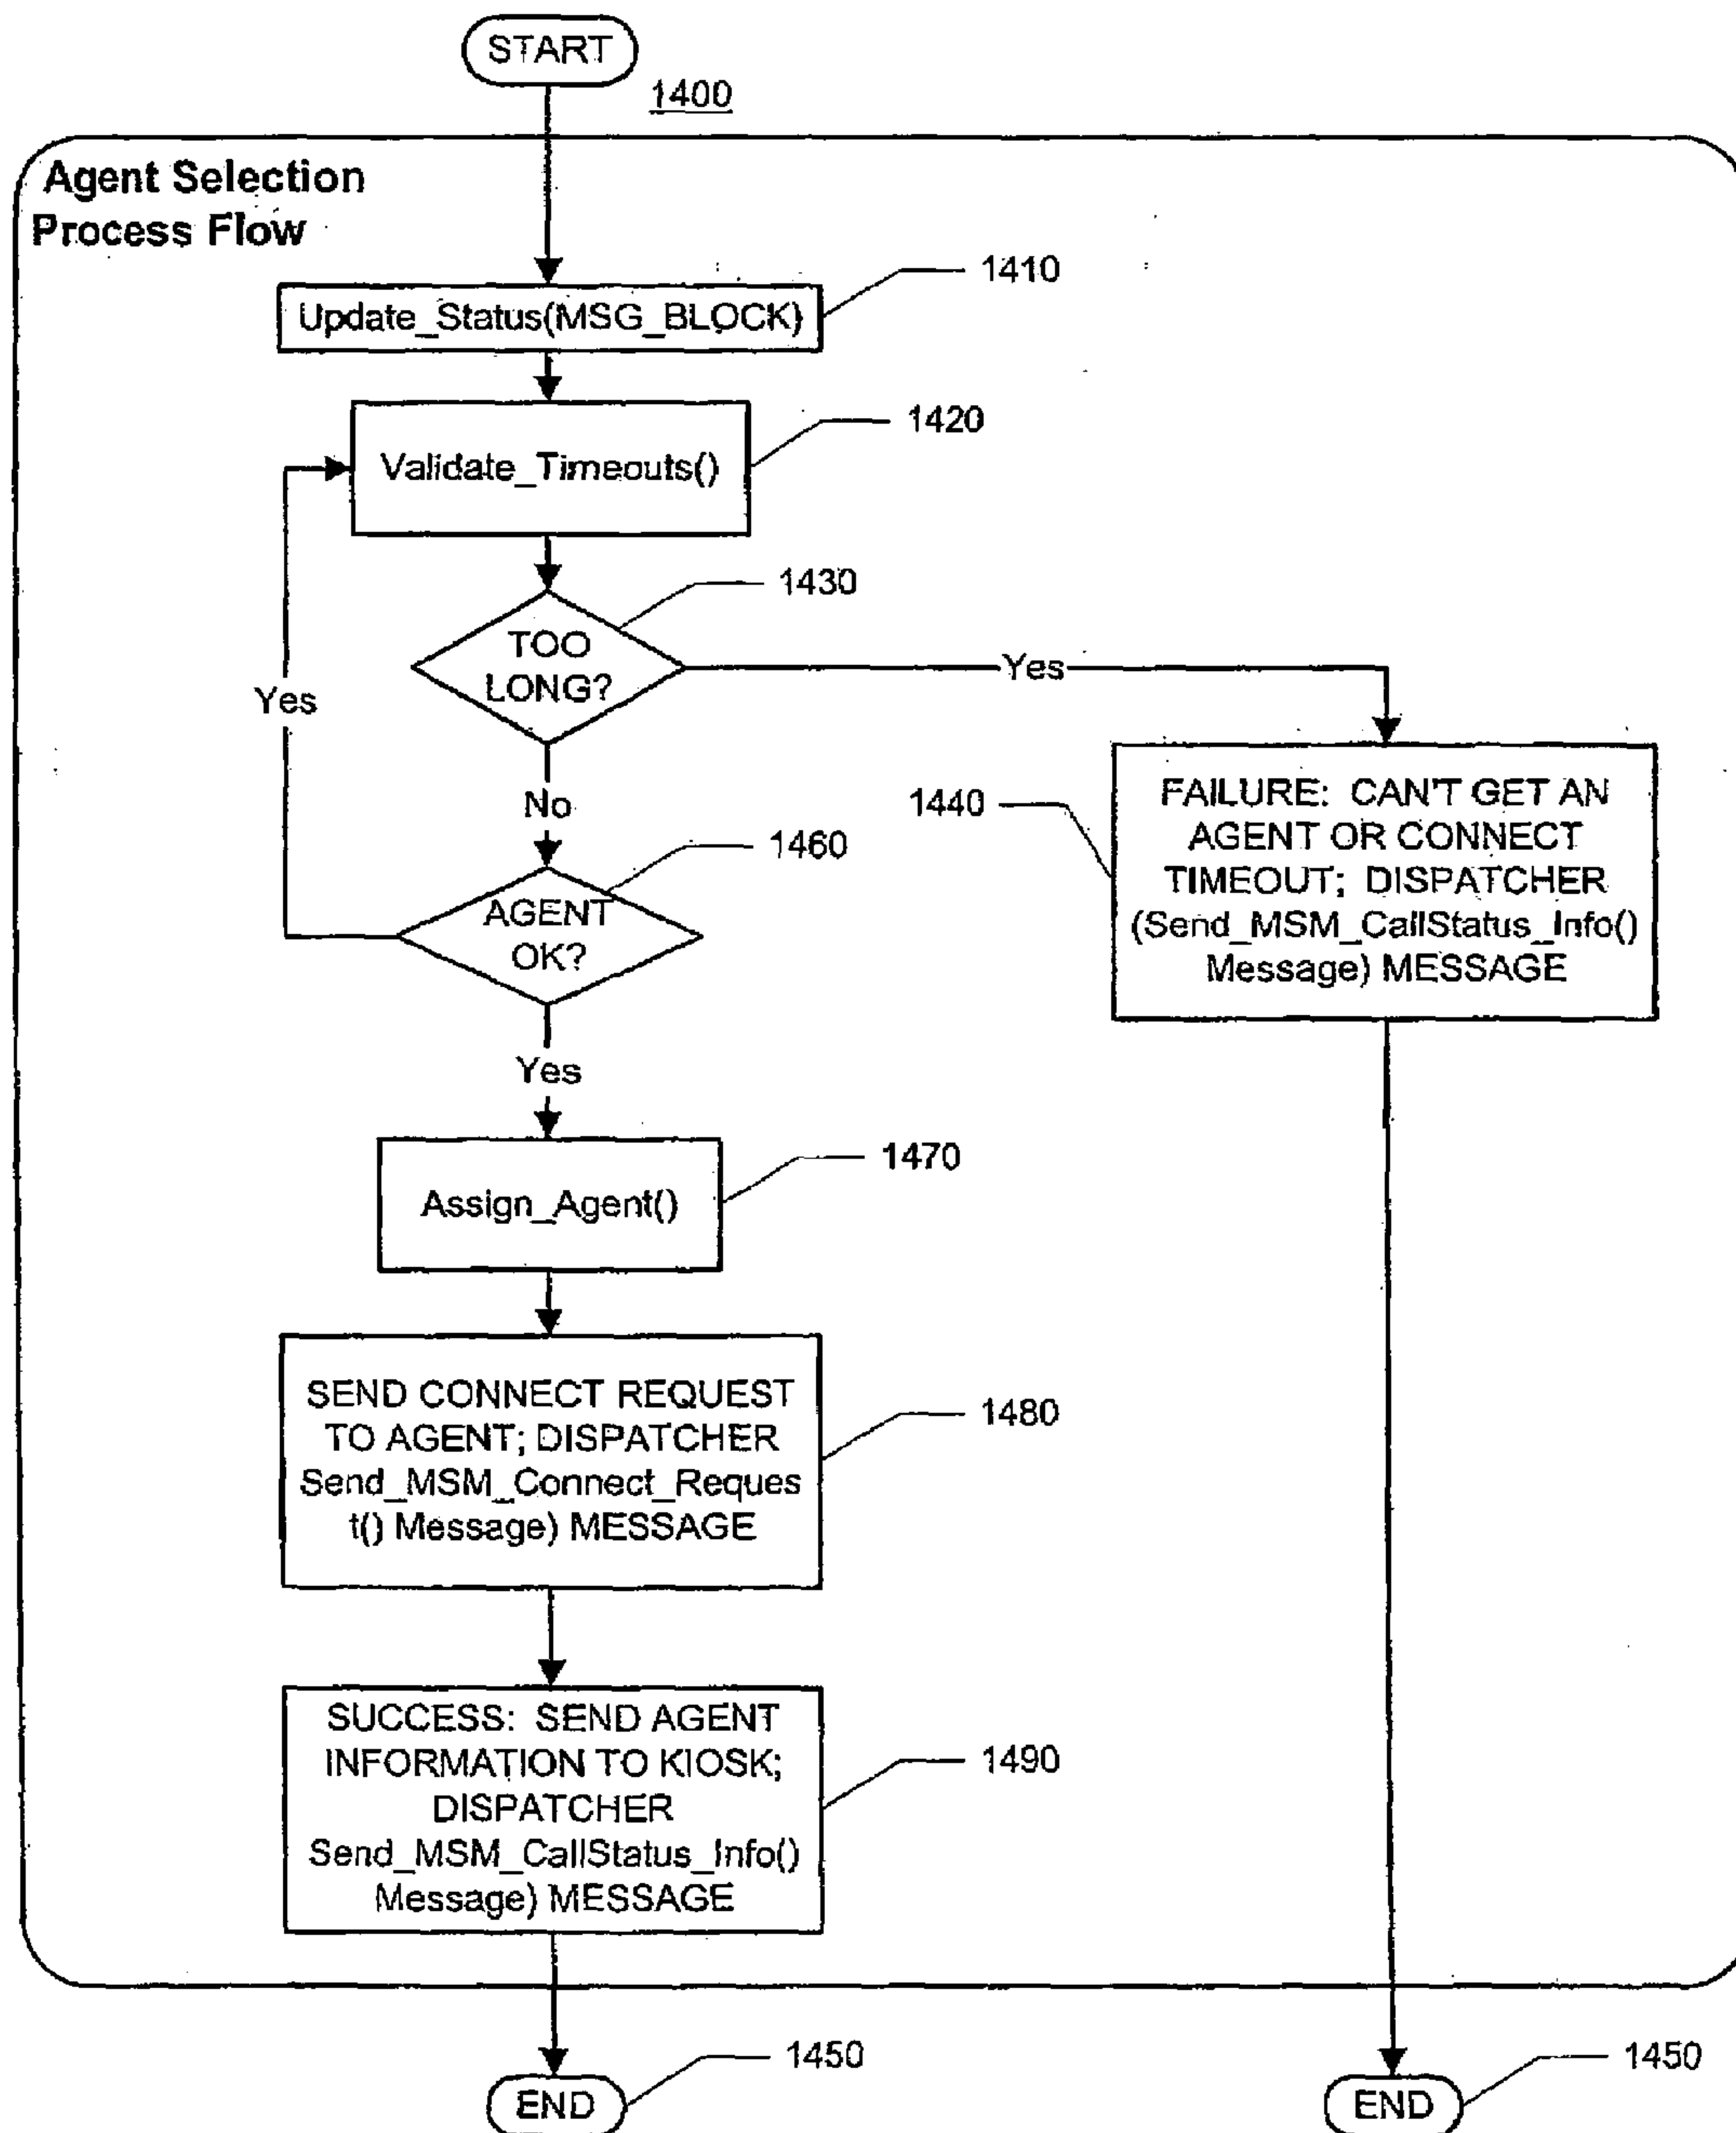 START
1400
Agent Selection
Process Flow
1410
Update_Status(MSG_BLOCK)
1420
Validate_Timeouts()
1430
TOO
LONG?
Yes
Yes
No
1440
FAILURE: CAN'T GET AN
AGENT OR CONNECT
TIMEOUT; DISPATCHER
(Send_MSM_CallStatus_Info()
Message) MESSAGE
1460
AGENT
OK?
Yes
1470
Assign_Agent()
SEND CONNECT REQUEST
TO AGENT; DISPATCHER
Send_MSM_Connect_Reques
t() Message) MESSAGE
1480
SUCCESS: SEND AGENT
INFORMATION TO KIOSK;
DISPATCHER
Send_MSM_CallStatus_Info()
Message) MESSAGE
1490
1450
END
1450
END